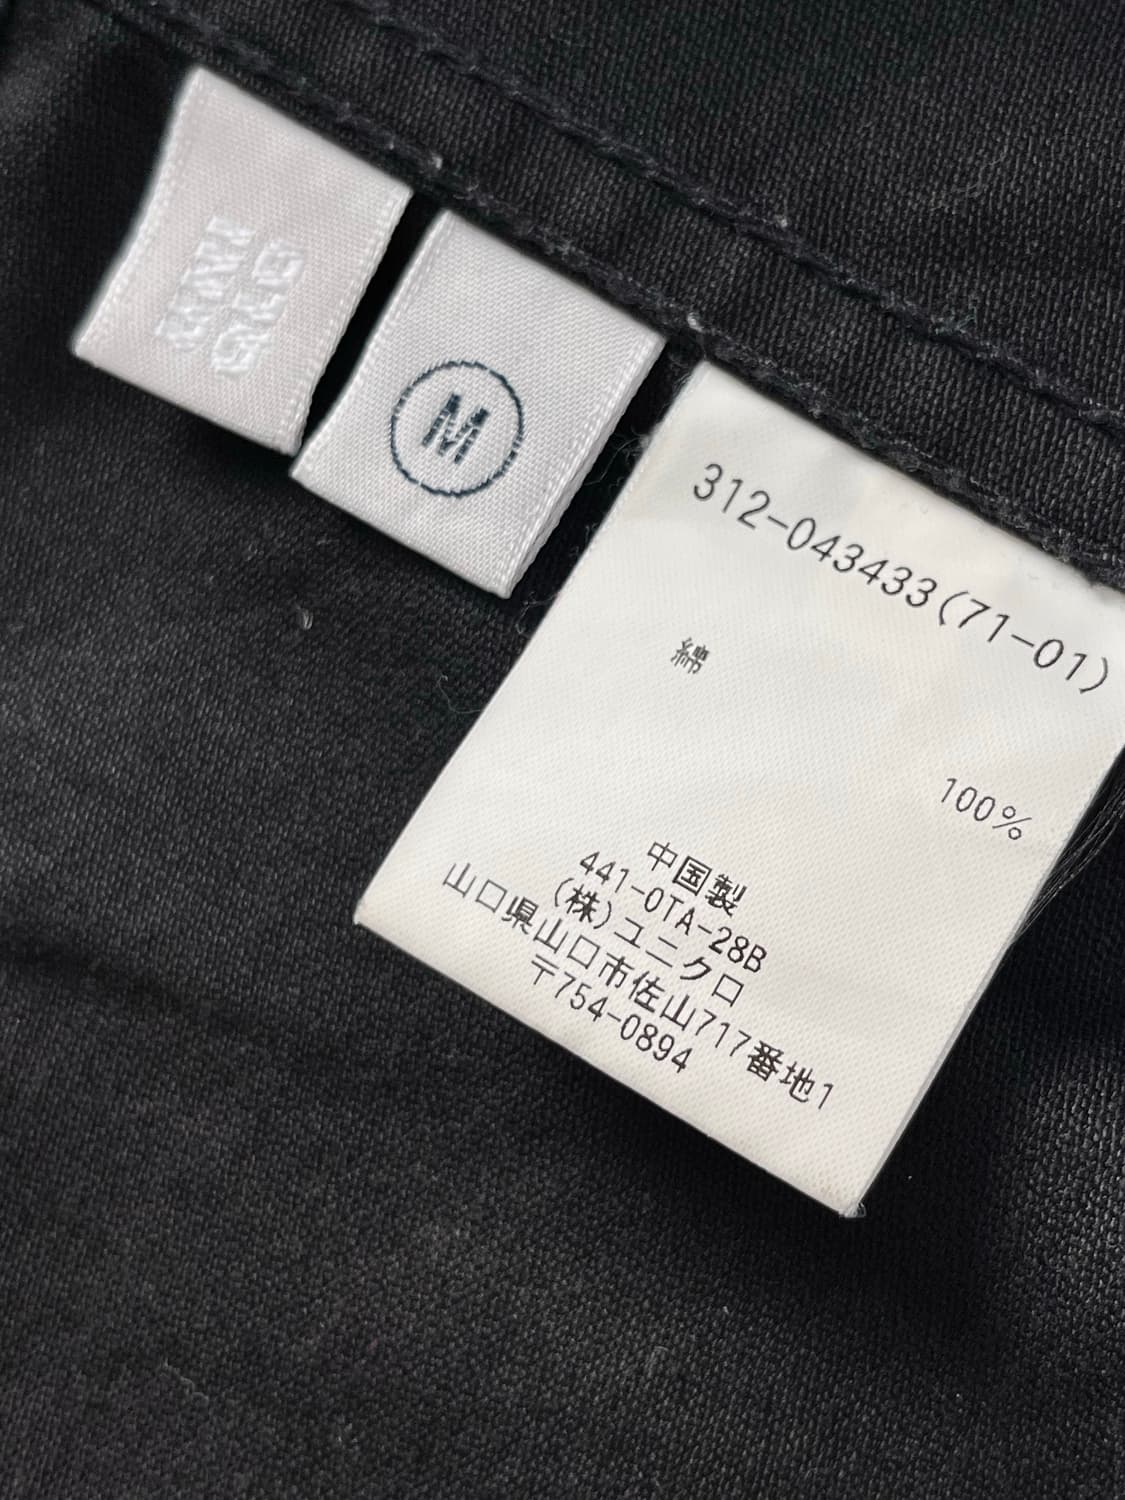 M
312-043433(71-01)
綿
100%
中国製
441-0TA-28B
(株)ユニクロ
山口県山口市佐山717番地1
〒754-0894